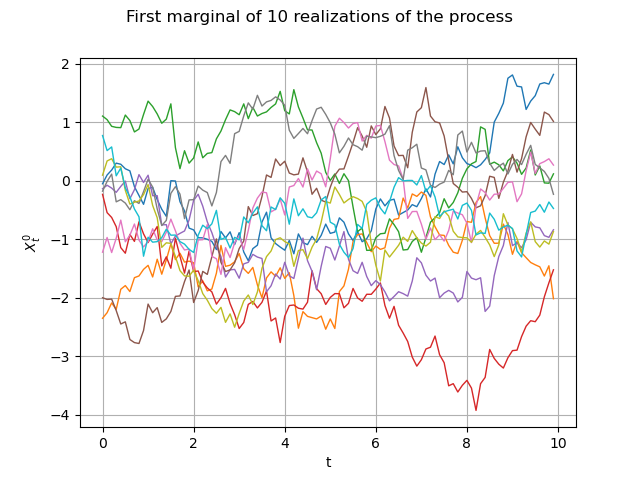 First marginal of 10 realizations of the process
2
1
0
−1
−2
−3
−4
X_t^0
0 2 4 6 8 10
t